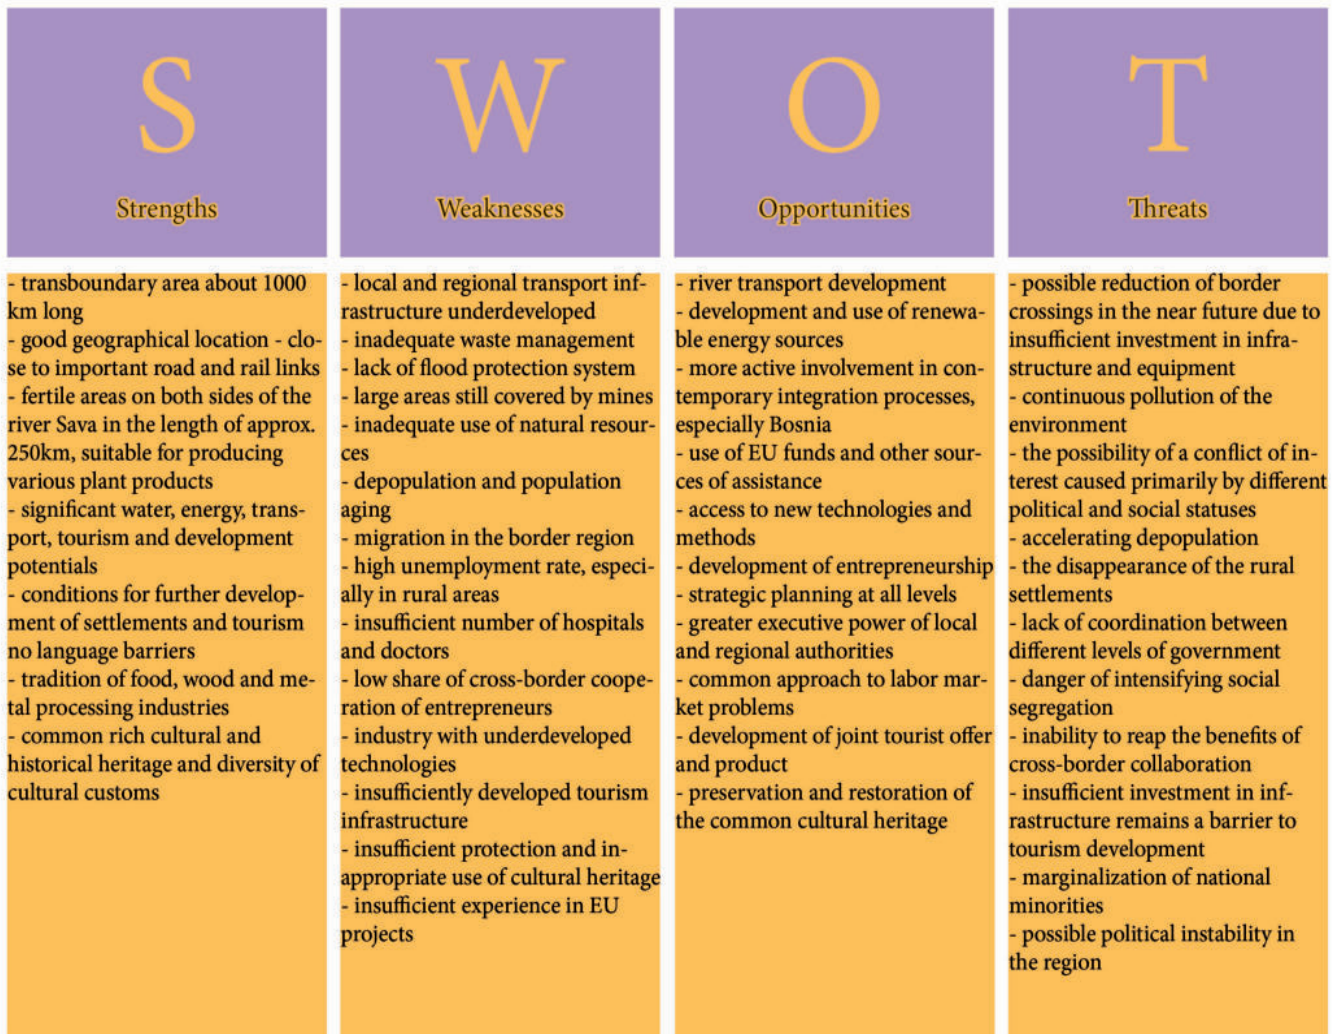 S
Strengths
- transboundary area about 1000
km long
- good geographical location - clo-
se to important road and rail links
- fertile areas on both sides of the
river Sava in the length of approx.
250km, suitable for producing
various plant products
- significant water, energy, trans-
port, tourism and development
potentials
- conditions for further develop-
ment of settlements and tourism
no language barriers
- tradition of food, wood and me-
tal processing industries
- common rich cultural and
historical heritage and diversity of
cultural customs
W
Weaknesses
- local and regional transport inf-
rastructure underdeveloped
- inadequate waste management
- lack of flood protection system
- large areas still covered by mines
- inadequate use of natural resour-
ces
- depopulation and population
aging
- migration in the border region
- high unemployment rate, especi-
ally in rural areas
- insufficient number of hospitals
and doctors
- low share of cross-border coope-
ration of entrepreneurs
- industry with underdeveloped
technologies
- insufficiently developed tourism
infrastructure
- insufficient protection and in-
appropriate use of cultural heritage
- insufficient experience in EU
projects
O
Opportunities
- river transport development
- development and use of renewa-
ble energy sources
- more active involvement in con-
temporary integration processes,
especially Bosnia
- use of EU funds and other sour-
ces of assistance
- access to new technologies and
methods
- development of entrepreneurship
- strategic planning at all levels
- greater executive power of local
and regional authorities
- common approach to labor mar-
ket problems
- development of joint tourist offer
and product
- preservation and restoration of
the common cultural heritage
T
Threats
- possible reduction of border
crossings in the near future due to
insufficient investment in infra-
structure and equipment
- continuous pollution of the
environment
- the possibility of a conflict of in-
terest caused primarily by different
political and social statuses
- accelerating depopulation
- the disappearance of the rural
settlements
- lack of coordination between
different levels of government
- danger of intensifying social
segregation
- inability to reap the benefits of
cross-border collaboration
- insufficient investment in inf-
rastructure remains a barrier to
tourism development
- marginalization of national
minorities
- possible political instability in
the region